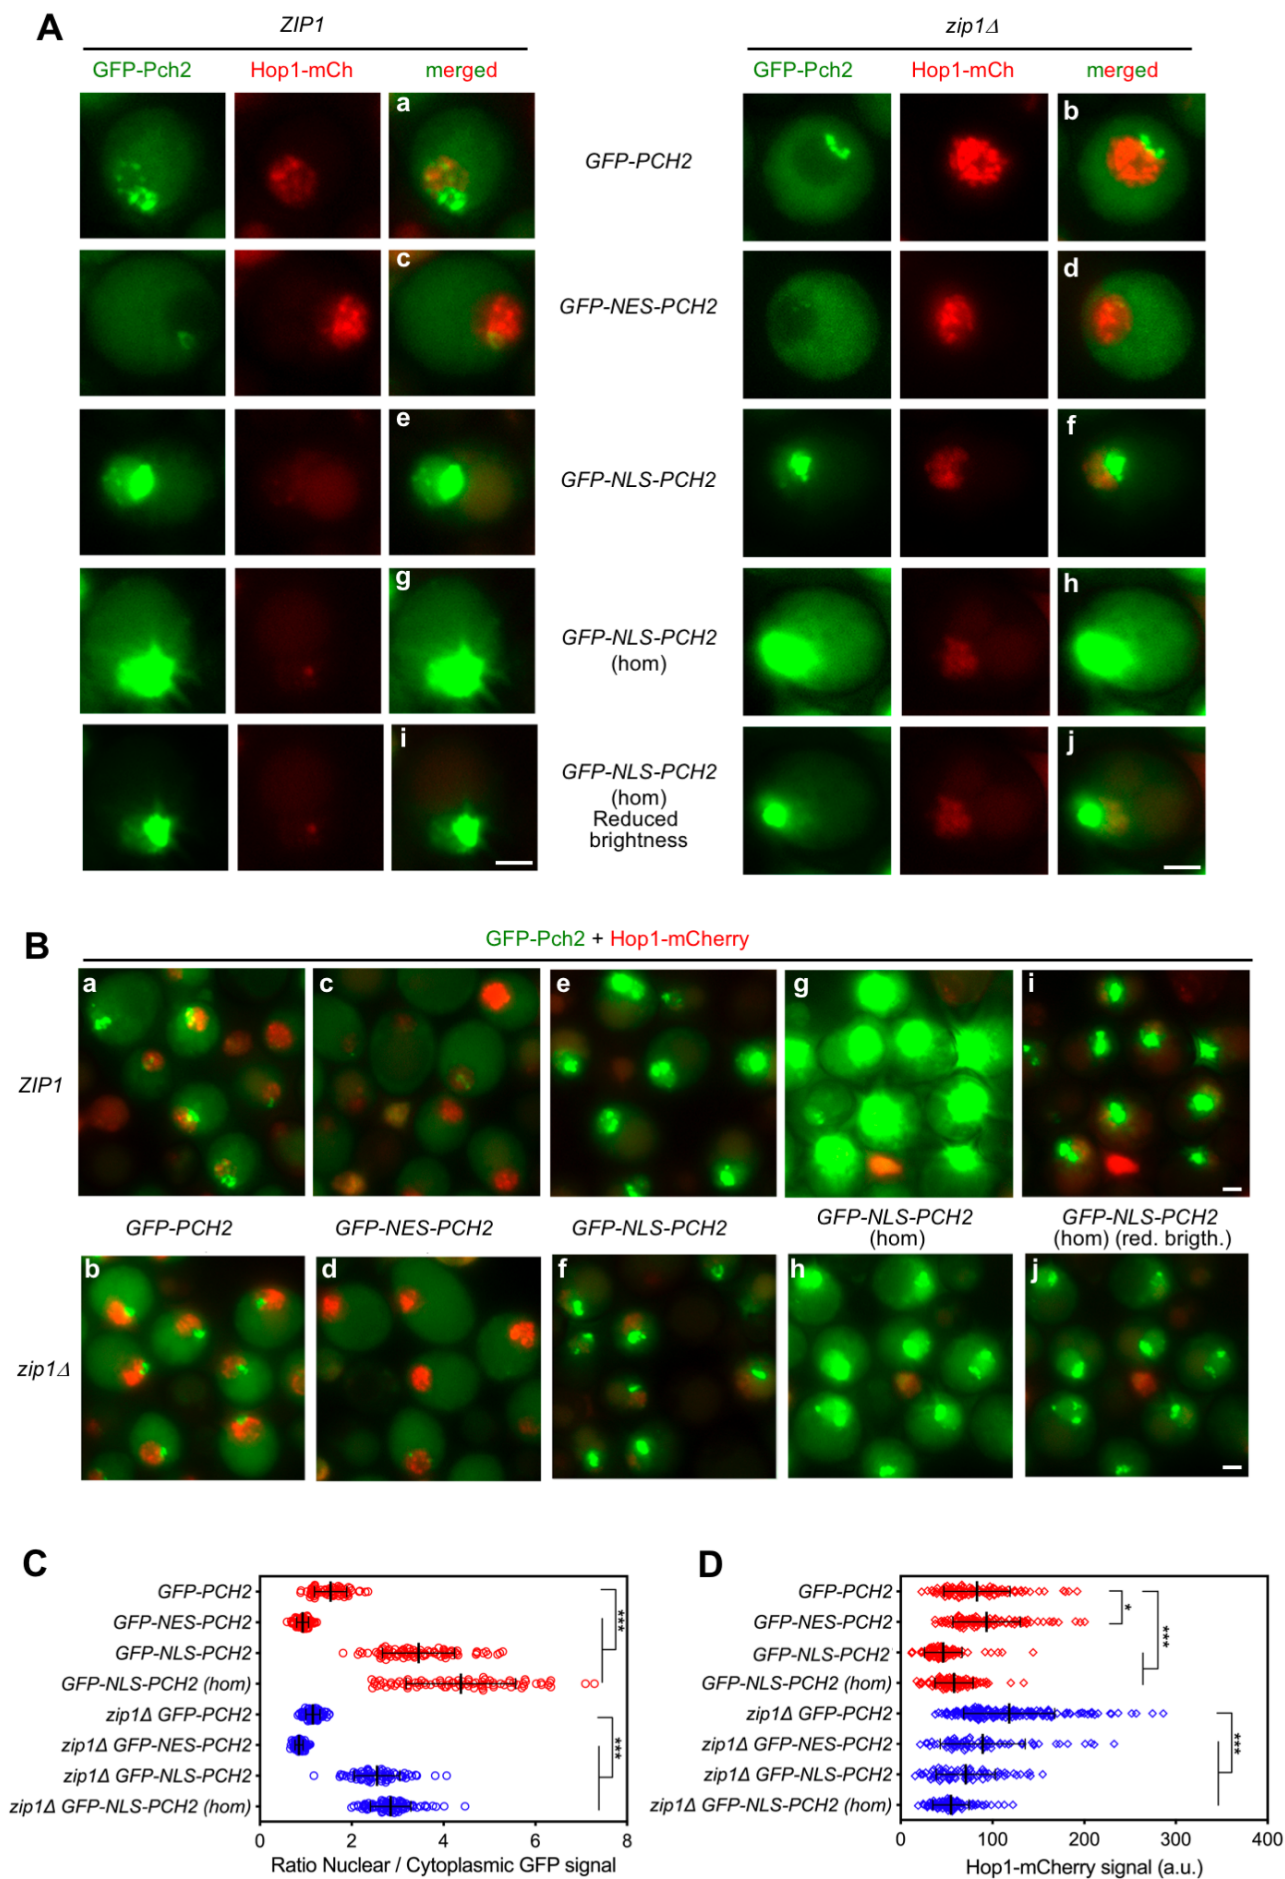 A
ZIP1
zip1Δ
GFP-Pch2 Hop1-mCh merged
GFP-Pch2 Hop1-mCh merged
a
b
GFP-PCH2
c
d
GFP-NES-PCH2
e
f
GFP-NLS-PCH2
g
h
GFP-NLS-PCH2
(hom)
i
j
GFP-NLS-PCH2
(hom)
Reduced
brightness
B
GFP-Pch2 + Hop1-mCherry
a
c
e
g
i
ZIP1
GFP-PCH2
GFP-NES-PCH2
GFP-NLS-PCH2
GFP-NLS-PCH2
(hom)
GFP-NLS-PCH2
(hom) (red. brigth.)
b
d
f
h
j
zip1Δ
C
GFP-PCH2
GFP-NES-PCH2
GFP-NLS-PCH2
GFP-NLS-PCH2 (hom)
zip1Δ GFP-PCH2
zip1Δ GFP-NES-PCH2
zip1Δ GFP-NLS-PCH2
zip1Δ GFP-NLS-PCH2 (hom)
***
***
0 2 4 6 8
Ratio Nuclear / Cytoplasmic GFP signal
D
GFP-PCH2
GFP-NES-PCH2
GFP-NLS-PCH2
GFP-NLS-PCH2 (hom)
zip1Δ GFP-PCH2
zip1Δ GFP-NES-PCH2
zip1Δ GFP-NLS-PCH2
zip1Δ GFP-NLS-PCH2 (hom)
*
***
***
0 100 200 300 400
Hop1-mCherry signal (a.u.)